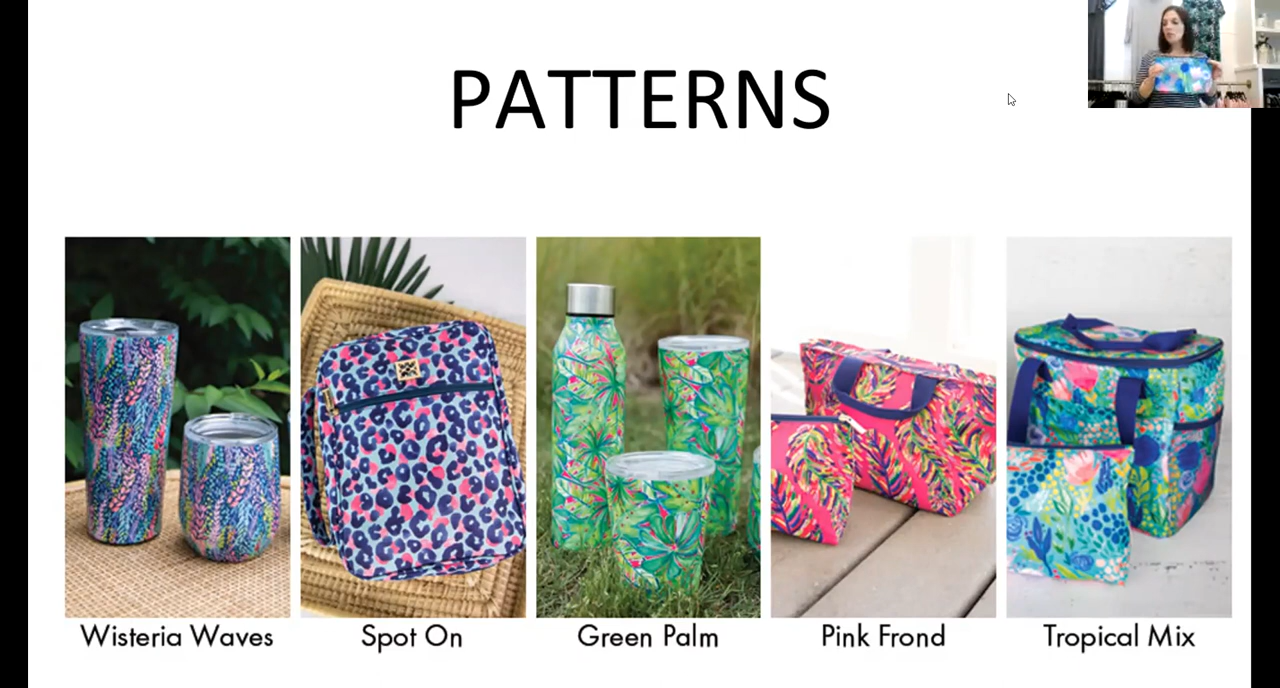 PATTERNS
Wisteria Waves
Spot On
Green Palm
Pink Frond
Tropical Mix